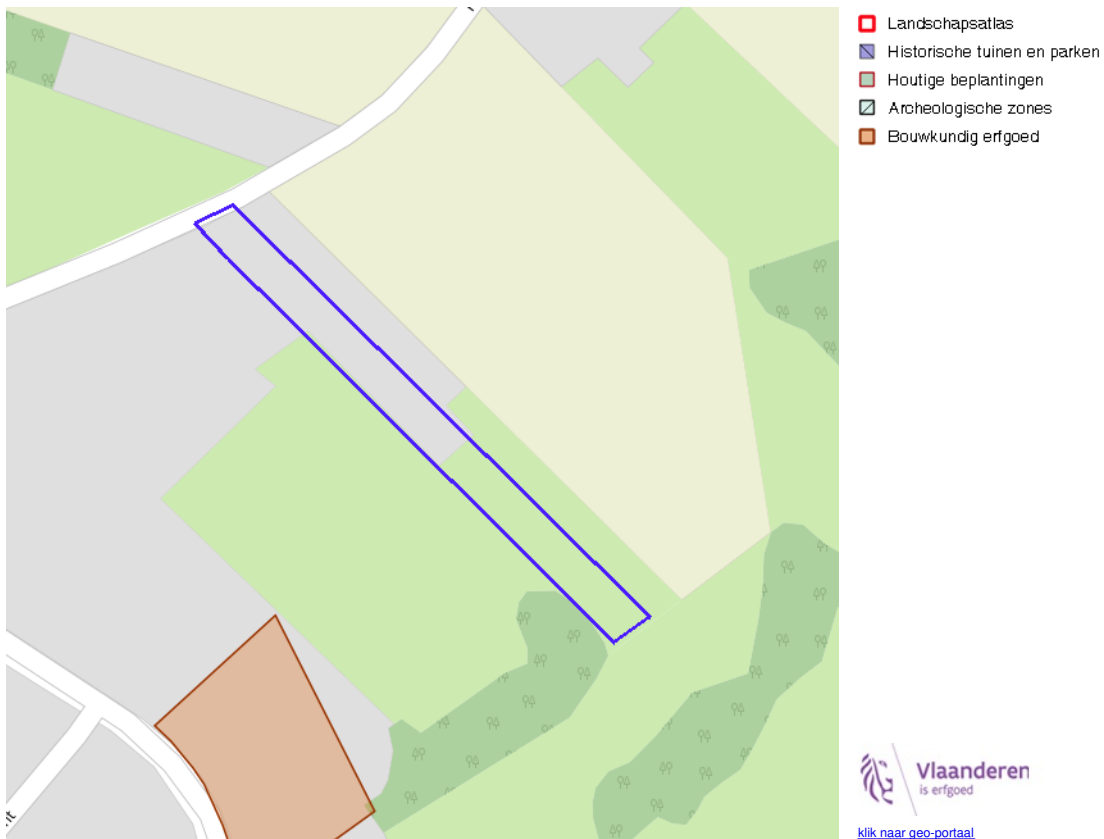 Landschapsatlas
Historische tuinen en parken
Houtige beplantingen
Archeologische zones
Bouwkundig erfgoed
Vlaanderen
is erfgoed
klik naar geo-portaal